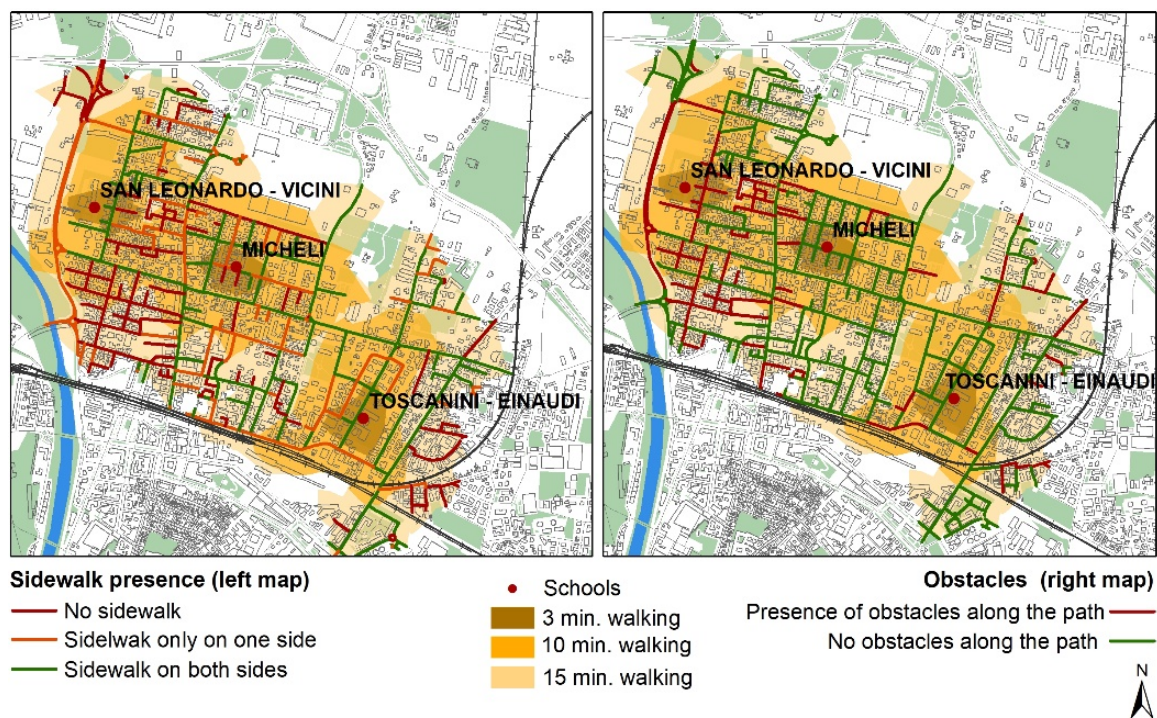 SAN LEONARDO - VICINI
MICHELI
TOSCANINI - EINAUDI
SAN LEONARDO - VICINI
MICHELI
TOSCANINI - EINAUDI
Sidewalk presence (left map)
No sidewalk
Sidelwak only on one side
Sidewalk on both sides
Schools
3 min. walking
10 min. walking
15 min. walking
Obstacles (right map)
Presence of obstacles along the path
No obstacles along the path
N